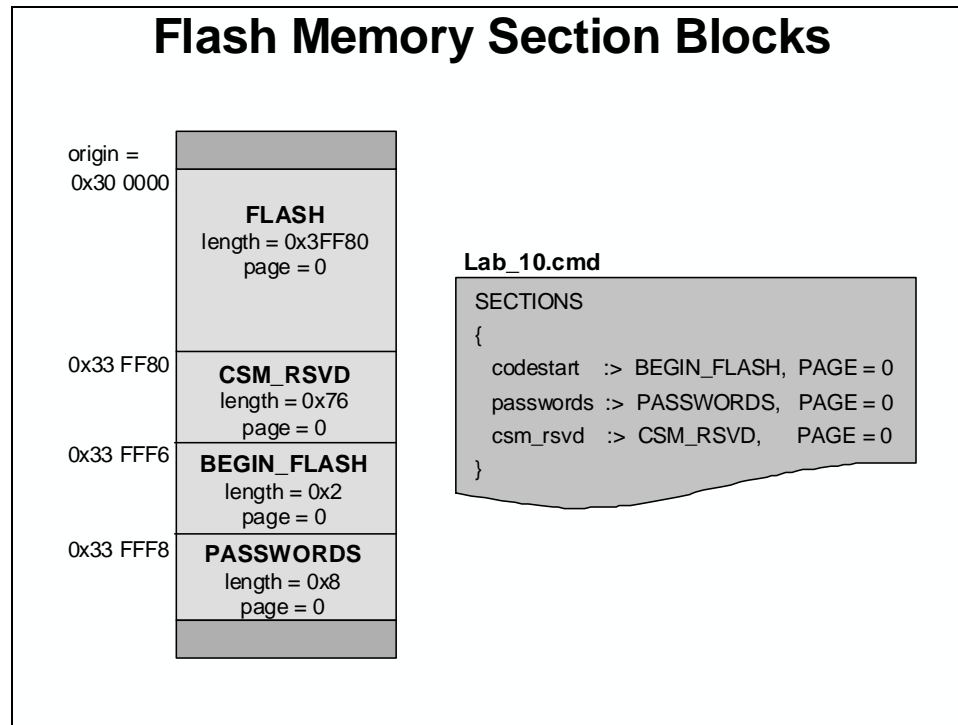 Flash Memory Section Blocks
origin =
0x30 0000
FLASH
length = 0x3FF80
page = 0
0x33 FF80
CSM_RSVD
length = 0x76
page = 0
0x33 FFF6
BEGIN_FLASH
length = 0x2
page = 0
0x33 FFF8
PASSWORDS
length = 0x8
page = 0
Lab_10.cmd
SECTIONS
{
codestart :> BEGIN_FLASH, PAGE = 0
passwords :> PASSWORDS, PAGE = 0
csm_rsvd :> CSM_RSVD, PAGE = 0
}